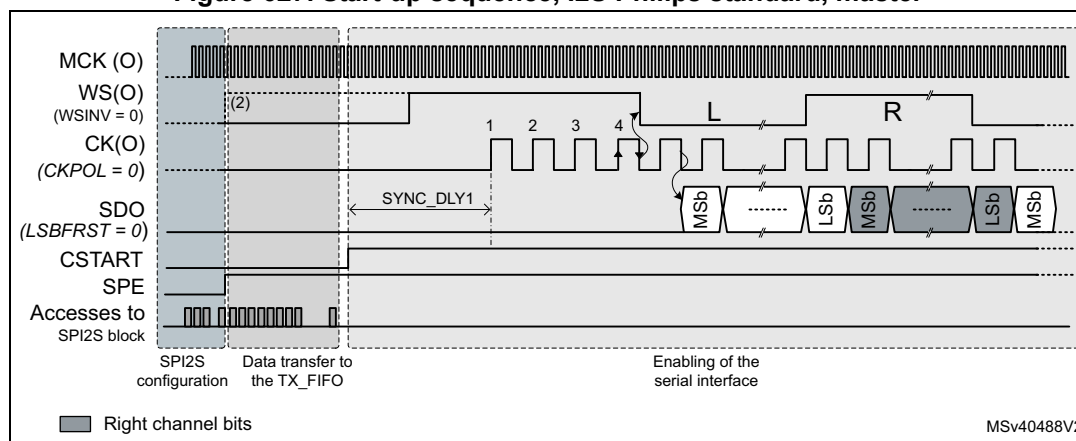 Figure 627. Start-up sequence, I2S Philips standard, master
MCK (O)
WS(O)
(WSINV = 0)
(2)
L
R
CK(O)
(CKPOL = 0)
1 2 3 4
SYNC_DLY1
SDO
(LSBFRST = 0)
MSb
LSb
MSb
LSb
MSb
CSTART
SPE
Accesses to
SPI2S block
SPI2S
configuration
Data transfer to
the TX_FIFO
Enabling of the
serial interface
Right channel bits
MSv40488V2